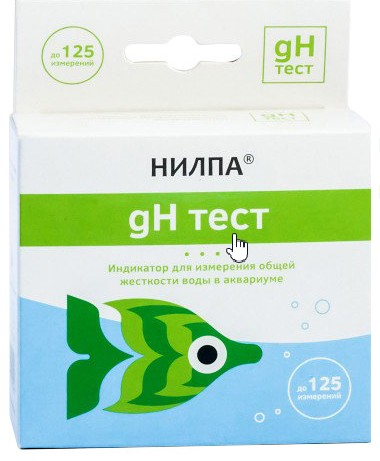 до 125
измерений
gH
тест
НИЛПА®
gH тест
Индикатор для измерения общей
жесткости воды в аквариуме
до 125
измерений